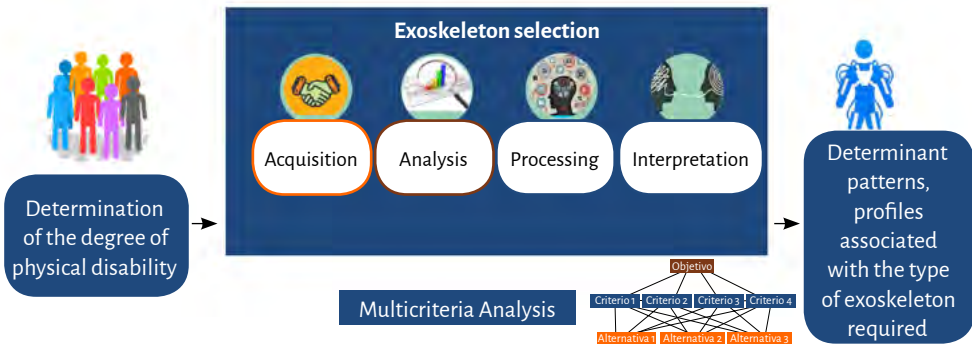 Exoskeleton selection
Acquisition
Analysis
Processing
Interpretation
Determination
of the degree of
physical disability
Determinant
patterns,
profiles
associated
with the type
of exoskeleton
required
Multicriteria Analysis
Objetivo
Criterio 1
Criterio 2
Criterio 3
Criterio 4
Alternativa 1
Alternativa 2
Alternativa 3